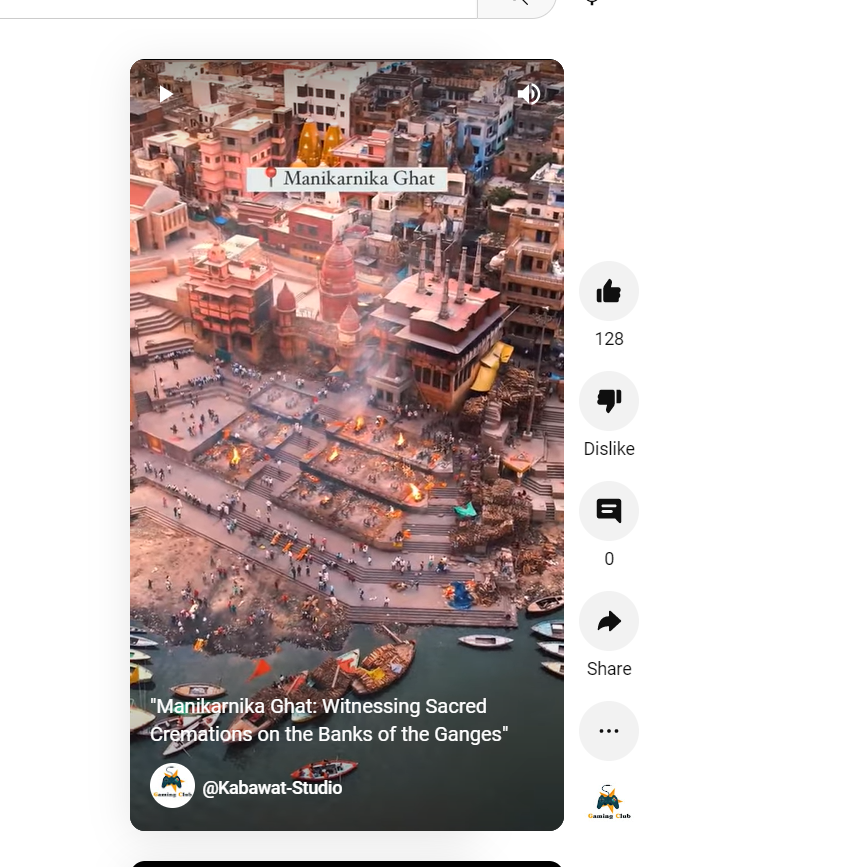 Manikarnika Ghat
128
Dislike
0
Share
"Manikarnika Ghat: Witnessing Sacred
Cremations on the Banks of the Ganges"
Gaming Club
@Kabawat-Studio
Gaming Club